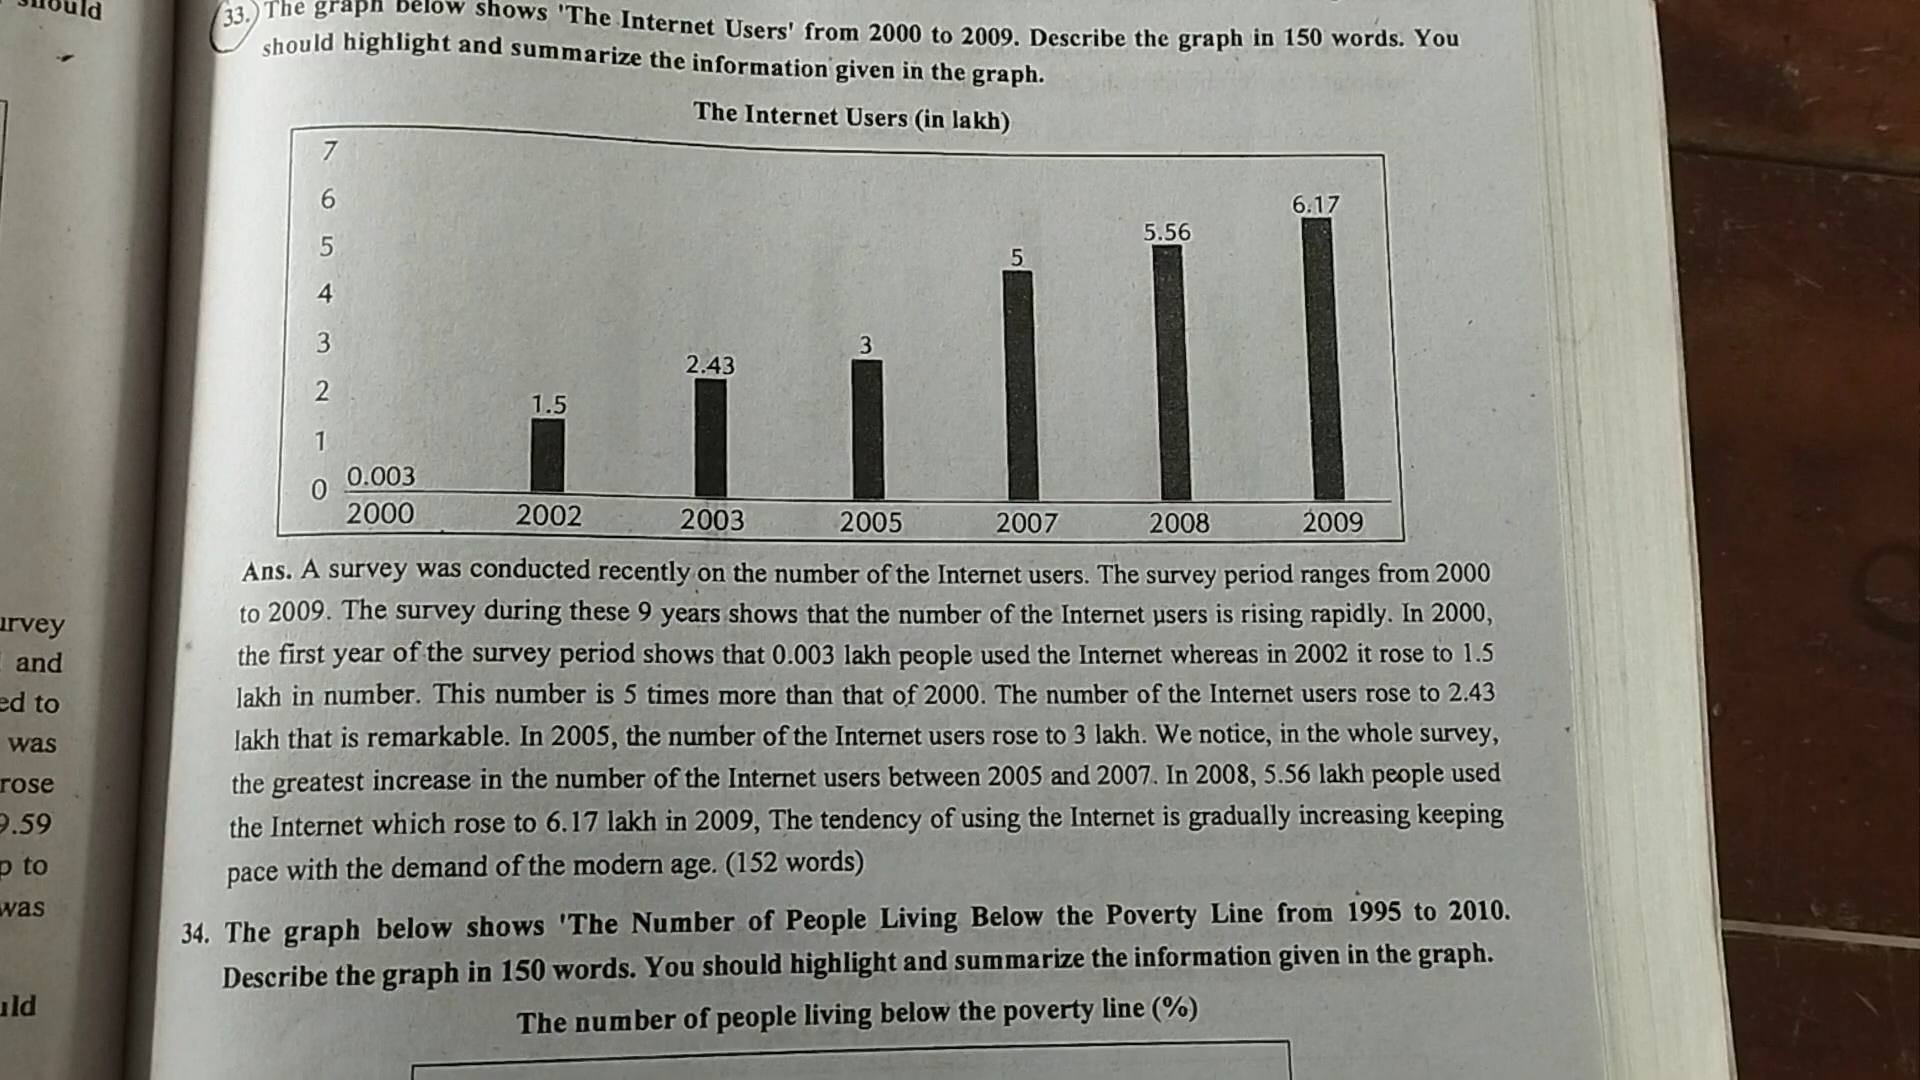 should
urvey
and
ed to
was
rose
9.59
p to
was
uld
33. The graph below shows 'The Internet Users' from 2000 to 2009. Describe the graph in 150 words. You
should highlight and summarize the information given in the graph.
The Internet Users (in lakh)
7
6
5
4
3
2
1
0
0.003
1.5
2.43
3
5
5.56
6.17
2000 2002 2003 2005 2007 2008 2009
Ans. A survey was conducted recently on the number of the Internet users. The survey period ranges from 2000
to 2009. The survey during these 9 years shows that the number of the Internet users is rising rapidly. In 2000,
the first year of the survey period shows that 0.003 lakh people used the Internet whereas in 2002 it rose to 1.5
lakh in number. This number is 5 times more than that of 2000. The number of the Internet users rose to 2.43
lakh that is remarkable. In 2005, the number of the Internet users rose to 3 lakh. We notice, in the whole survey,
the greatest increase in the number of the Internet users between 2005 and 2007. In 2008, 5.56 lakh people used
the Internet which rose to 6.17 lakh in 2009, The tendency of using the Internet is gradually increasing keeping
pace with the demand of the modern age. (152 words)
34. The graph below shows 'The Number of People Living Below the Poverty Line from 1995 to 2010.
Describe the graph in 150 words. You should highlight and summarize the information given in the graph.
The number of people living below the poverty line (%)